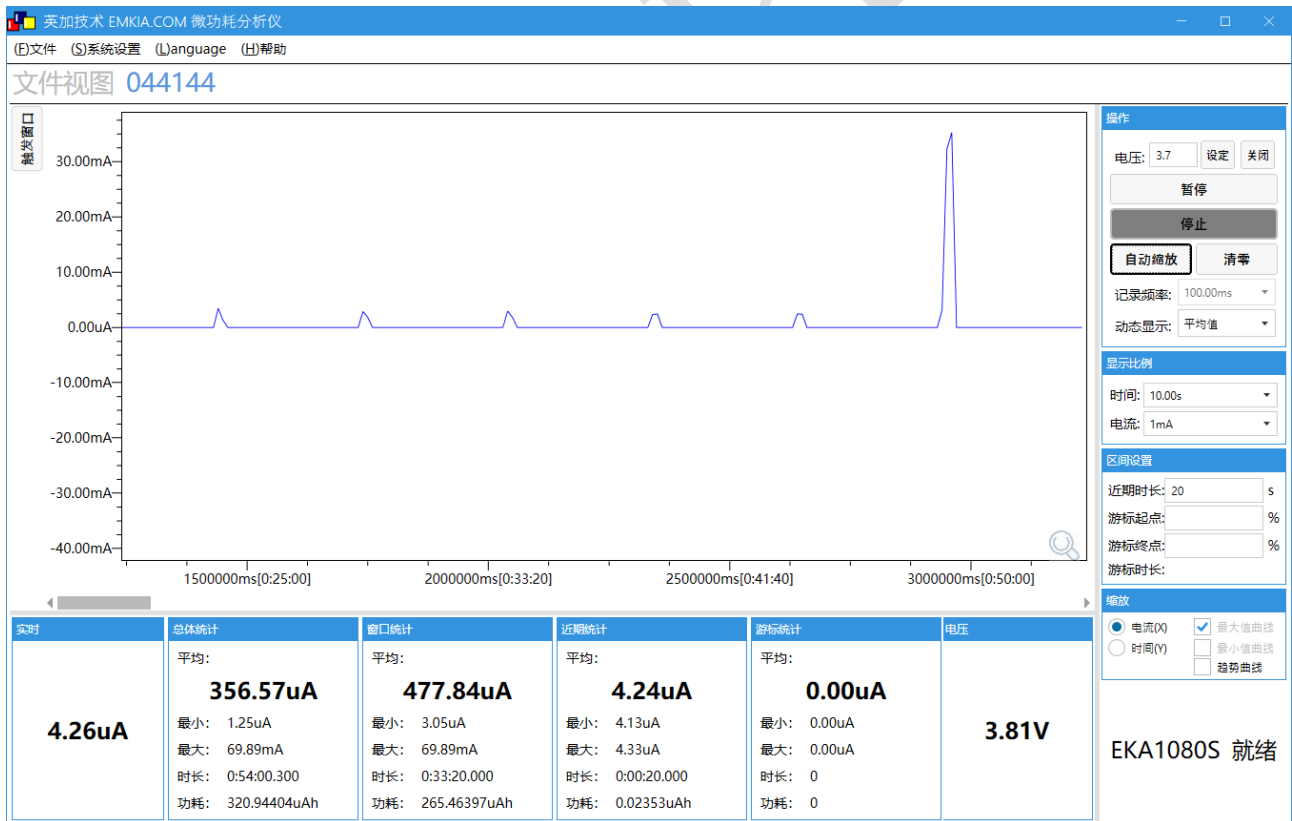 英加技术 EMKIA.COM 微功耗分析仪
(F)文件 (S)系统设置 (L)anguage (H)帮助
文件视图 044144
触发窗口
30.00mA
20.00mA
10.00mA
0.00uA
-10.00mA
-20.00mA
-30.00mA
-40.00mA
1500000ms[0:25:00] 2000000ms[0:33:20] 2500000ms[0:41:40] 3000000ms[0:50:00]
操作
电压: 3.7 设定 关闭
暂停
停止
自动缩放 清零
记录频率: 100.00ms
动态显示: 平均值
显示比例
时间: 10.00s
电流: 1mA
区间设置
近期时长: 20 s
游标起点: %
游标终点: %
游标时长:
缩放
电流(X) 最大值曲线
时间(Y) 最小值曲线
趋势曲线
实时
4.26uA
总体统计
平均:
356.57uA
最小: 1.25uA
最大: 69.89mA
时长: 0:54:00.300
功耗: 320.94404uAh
窗口统计
平均:
477.84uA
最小: 3.05uA
最大: 69.89mA
时长: 0:33:20.000
功耗: 265.46397uAh
近期统计
平均:
4.24uA
最小: 4.13uA
最大: 4.33uA
时长: 0:00:20.000
功耗: 0.02353uAh
游标统计
平均:
0.00uA
最小: 0.00uA
最大: 0.00uA
时长: 0
功耗: 0
电压
3.81V
EKA1080S 就绪